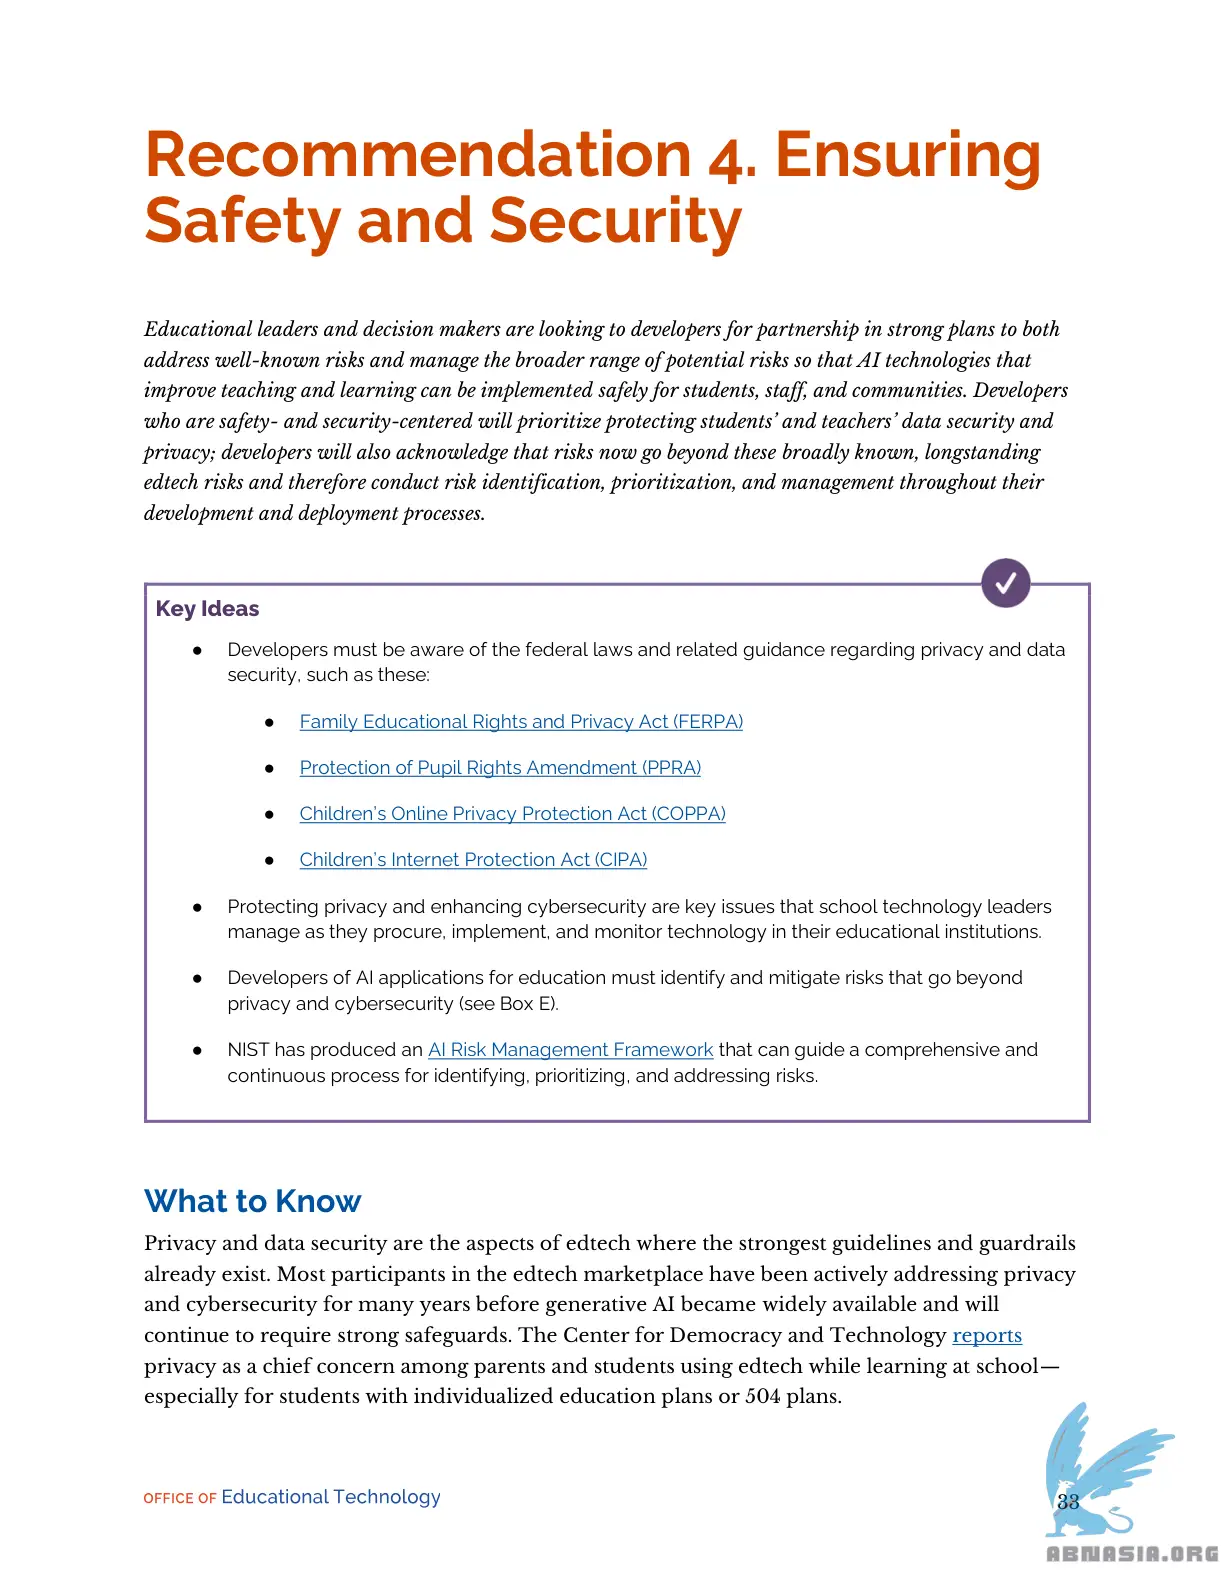 Recommendation 4. Ensuring
Safety and Security
Educational leaders and decision makers are looking to developers for partnership in strong plans to both
address well-known risks and manage the broader range of potential risks so that AI technologies that
improve teaching and learning can be implemented safely for students, staff, and communities. Developers
who are safety- and security-centered will prioritize protecting students’ and teachers’ data security and
privacy; developers will also acknowledge that risks now go beyond these broadly known, longstanding
edtech risks and therefore conduct risk identification, prioritization, and management throughout their
development and deployment processes.
Key Ideas
● Developers must be aware of the federal laws and related guidance regarding privacy and data
security, such as these:
● Family Educational Rights and Privacy Act (FERPA)
● Protection of Pupil Rights Amendment (PPRA)
● Children’s Online Privacy Protection Act (COPPA)
● Children’s Internet Protection Act (CIPA)
● Protecting privacy and enhancing cybersecurity are key issues that school technology leaders
manage as they procure, implement, and monitor technology in their educational institutions.
● Developers of AI applications for education must identify and mitigate risks that go beyond
privacy and cybersecurity (see Box E).
● NIST has produced an AI Risk Management Framework that can guide a comprehensive and
continuous process for identifying, prioritizing, and addressing risks.
What to Know
Privacy and data security are the aspects of edtech where the strongest guidelines and guardrails
already exist. Most participants in the edtech marketplace have been actively addressing privacy
and cybersecurity for many years before generative AI became widely available and will
continue to require strong safeguards. The Center for Democracy and Technology reports
privacy as a chief concern among parents and students using edtech while learning at school—
especially for students with individualized education plans or 504 plans.
OFFICE OF Educational Technology
33
ABNASIA.ORG